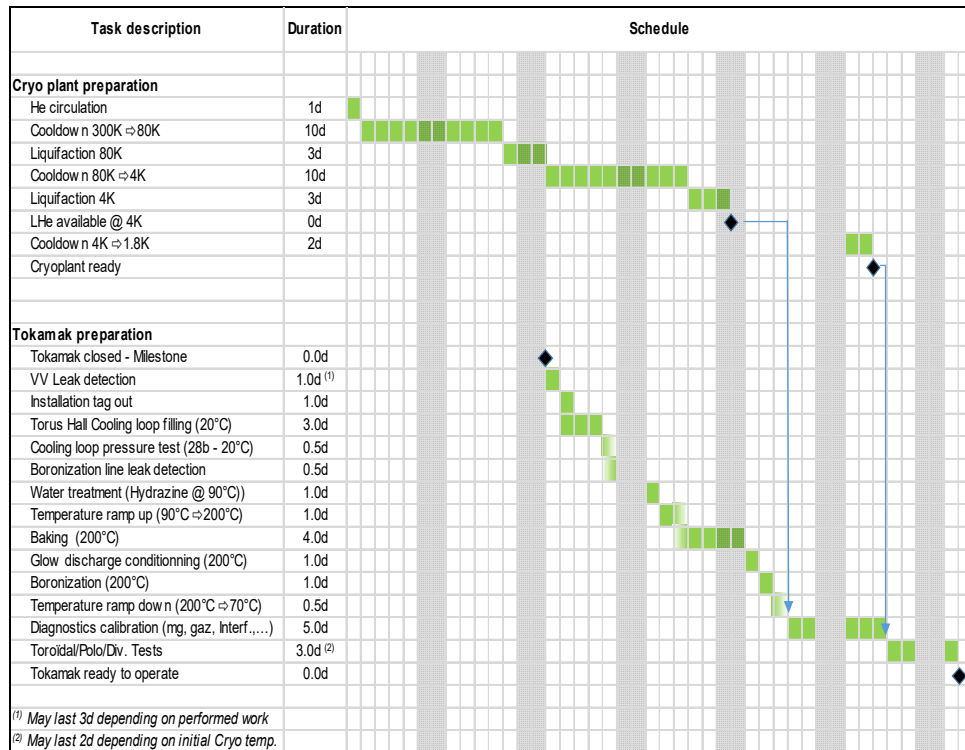 Task description Duration Schedule
Cryo plant preparation
He circulation 1d
Cooldown 300K ⇨80K 10d
Liquifaction 80K 3d
Cooldown 80K ⇨4K 10d
Liquifaction 4K 3d
LHe available @ 4K 0d
Cooldown 4K ⇨1.8K 2d
Cryoplant ready
Tokamak preparation
Tokamak closed - Milestone 0.0d
VV Leak detection 1.0d (1)
Installation tag out 1.0d
Torus Hall Cooling loop filling (20°C) 3.0d
Cooling loop pressure test (28b - 20°C) 0.5d
Boronization line leak detection 0.5d
Water treatment (Hydrazine @ 90°C)) 1.0d
Temperature ramp up (90°C ⇨200°C) 1.0d
Baking (200°C) 4.0d
Glow discharge conditionning (200°C) 1.0d
Boronization (200°C) 1.0d
Temperature ramp down (200°C ⇨70°C) 0.5d
Diagnostics calibration (mg, gaz, Interf.,…) 5.0d
Toroïdal/Polo/Div. Tests 3.0d (2)
Tokamak ready to operate 0.0d
(1) May last 3d depending on performed work
(2) May last 2d depending on initial Cryo temp.